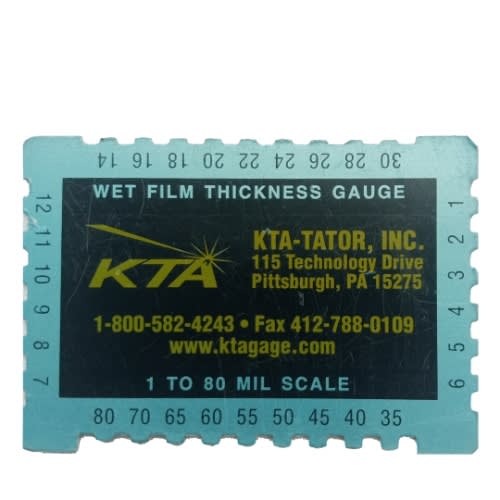 14 16 18 20 22 24 26 28 30
WET FILM THICKNESS GAUGE
KTA
KTA-TATOR, INC.
115 Technology Drive
Pittsburgh, PA 15275
1-800-582-4243 • Fax 412-788-0109
www.ktagage.com
1 TO 80 MIL SCALE
12 11 10 9 8 7
1 2 3 4 5 6
80 70 65 60 55 50 45 40 35